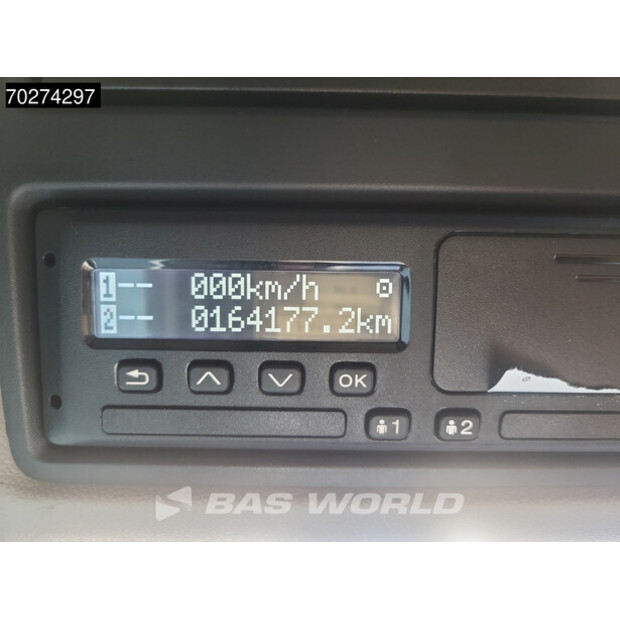 70274297
1-- 000km/h
2-- 0164177.2km
OK
1 2
BAS WORLD